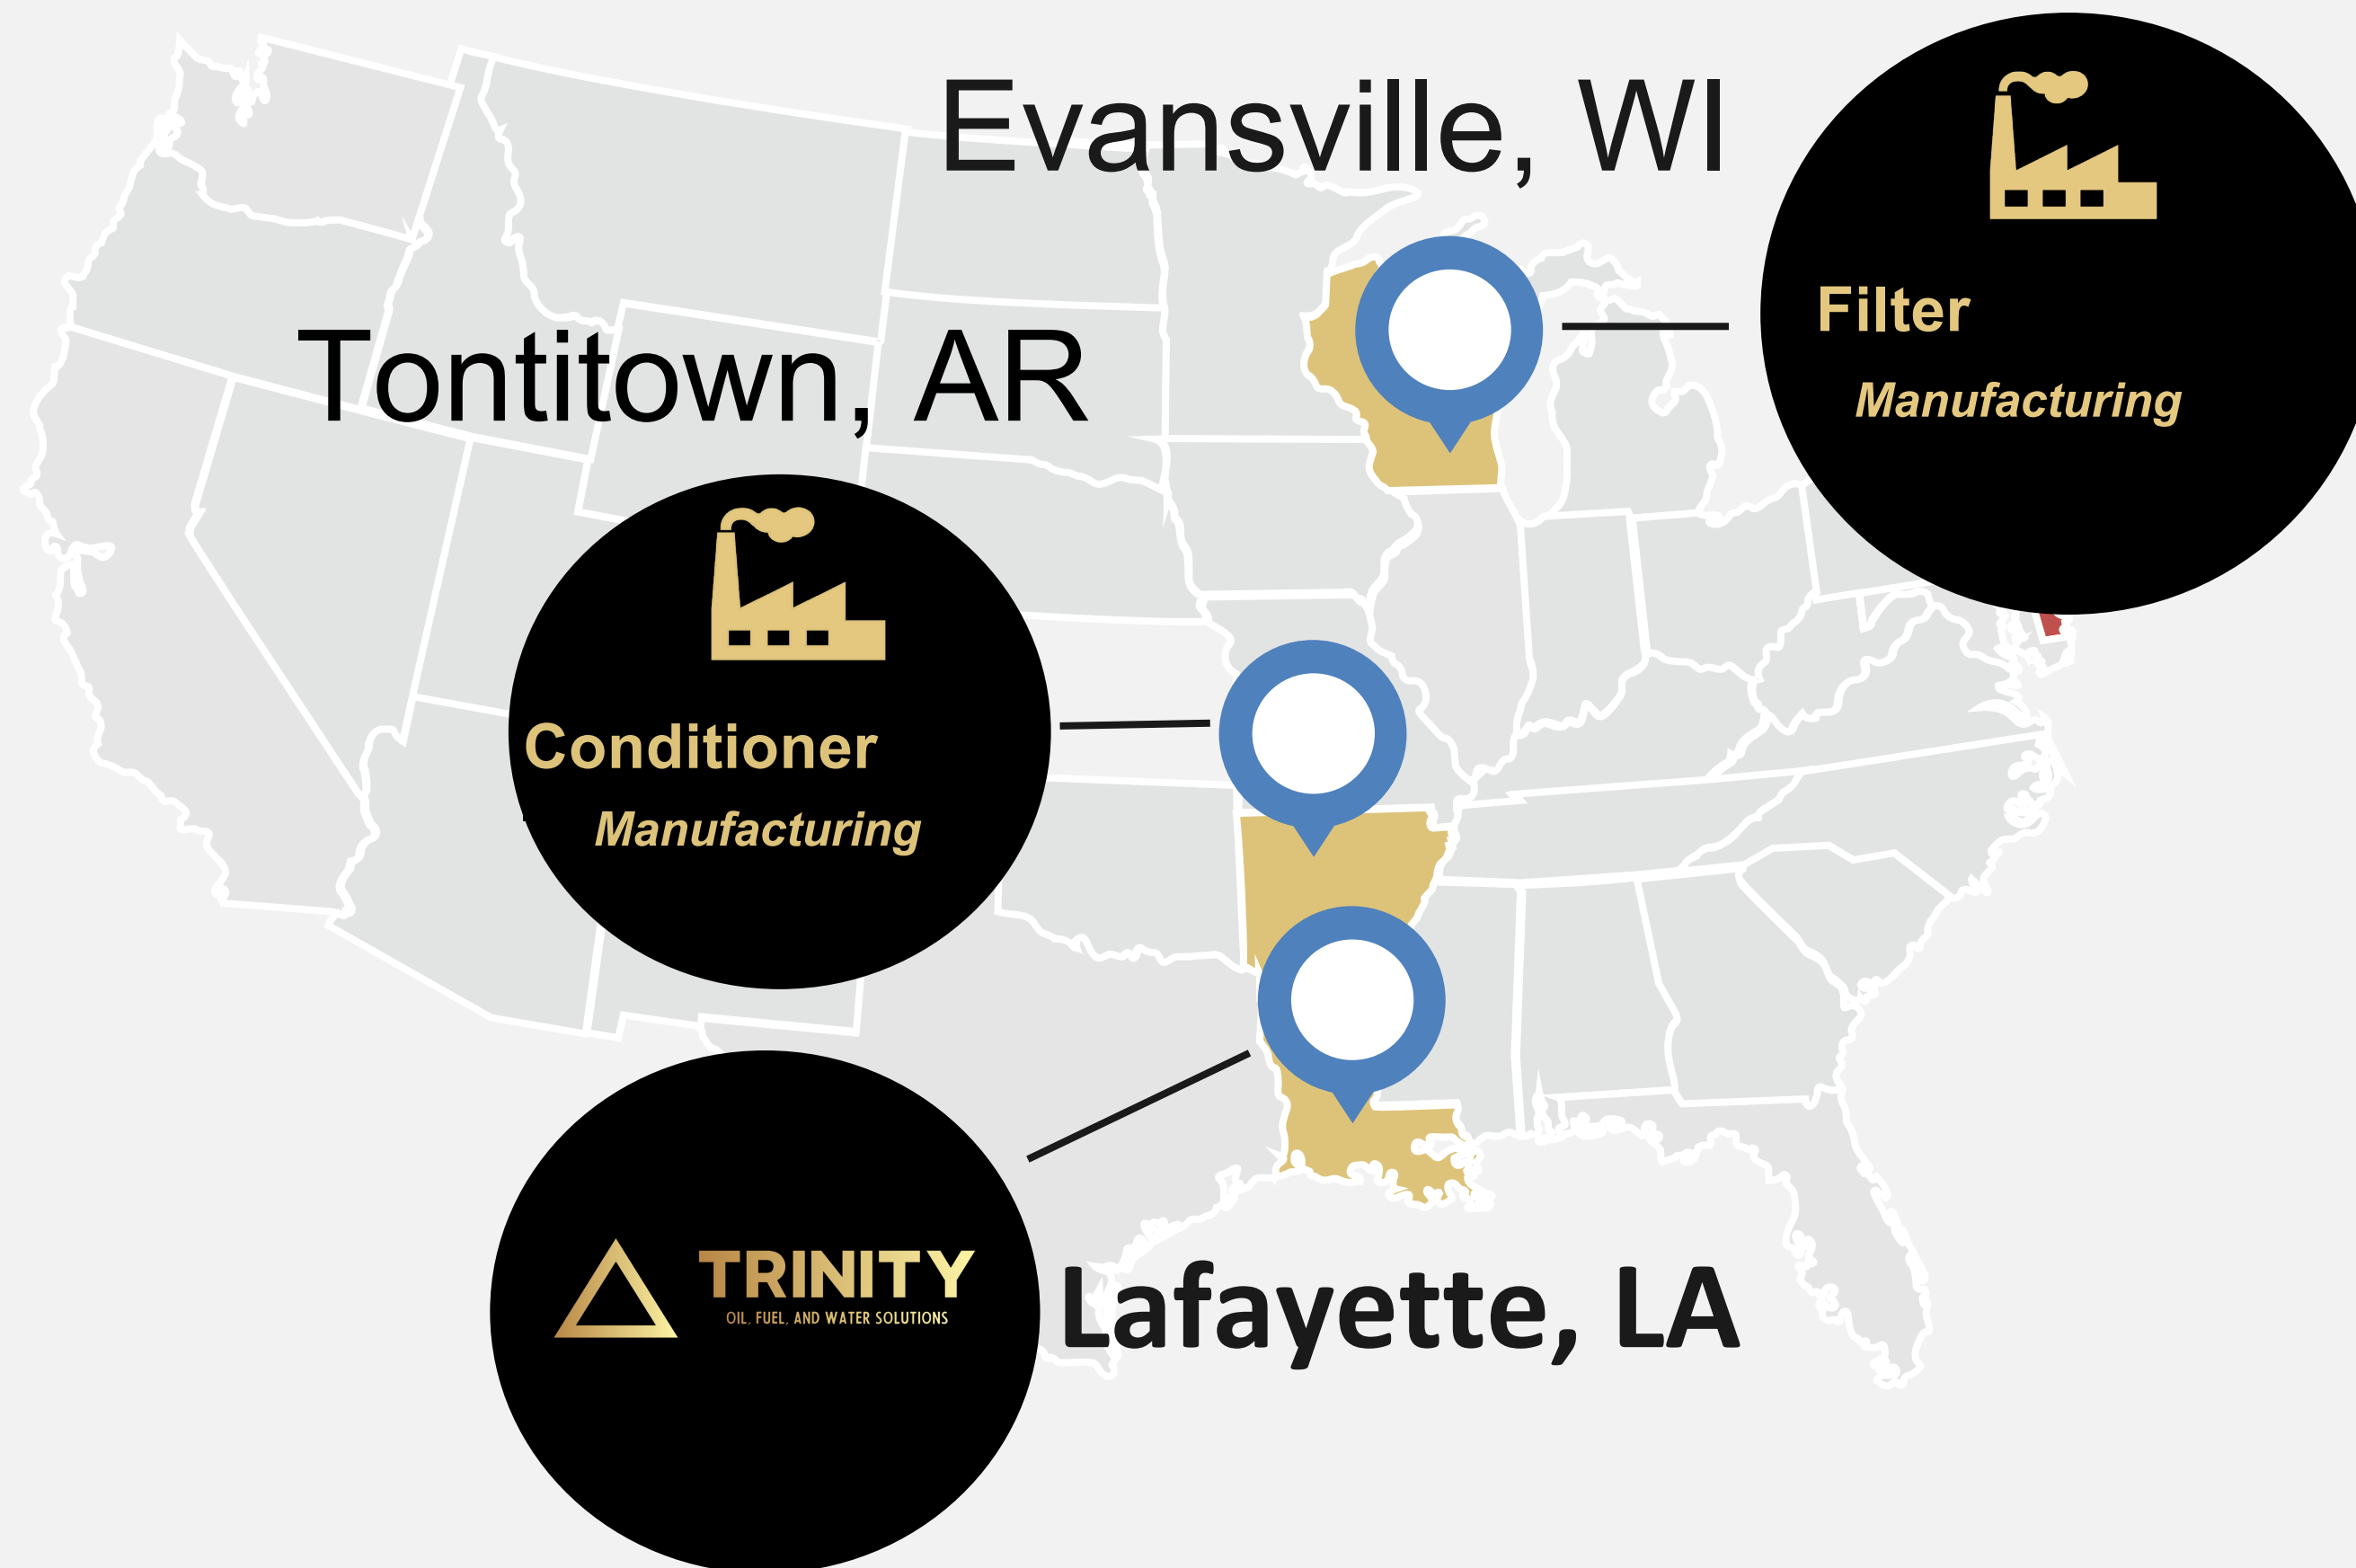 Evansville, WI
Filter
Manufacturing
Tontitown, AR
Conditioner
Manufacturing
TRINITY
OIL, FUEL, AND WATER SOLUTIONS
Lafayette, LA